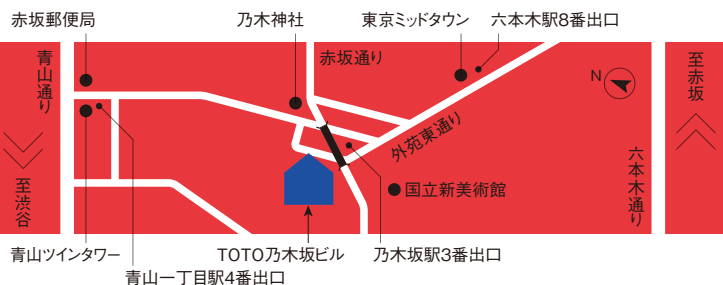 赤坂郵便局
乃木神社
東京ミッドタウン
六本木駅8番出口
青山通り
赤坂通り
N
至赤坂
外苑東通り
六本木通り
至渋谷
国立新美術館
青山ツインタワー
TOTO乃木坂ビル
乃木坂駅3番出口
青山一丁目駅4番出口